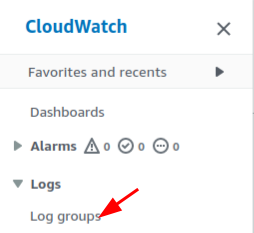 CloudWatch
Favorites and recents
Dashboards
Alarms 0 0 0
Logs
Log groups